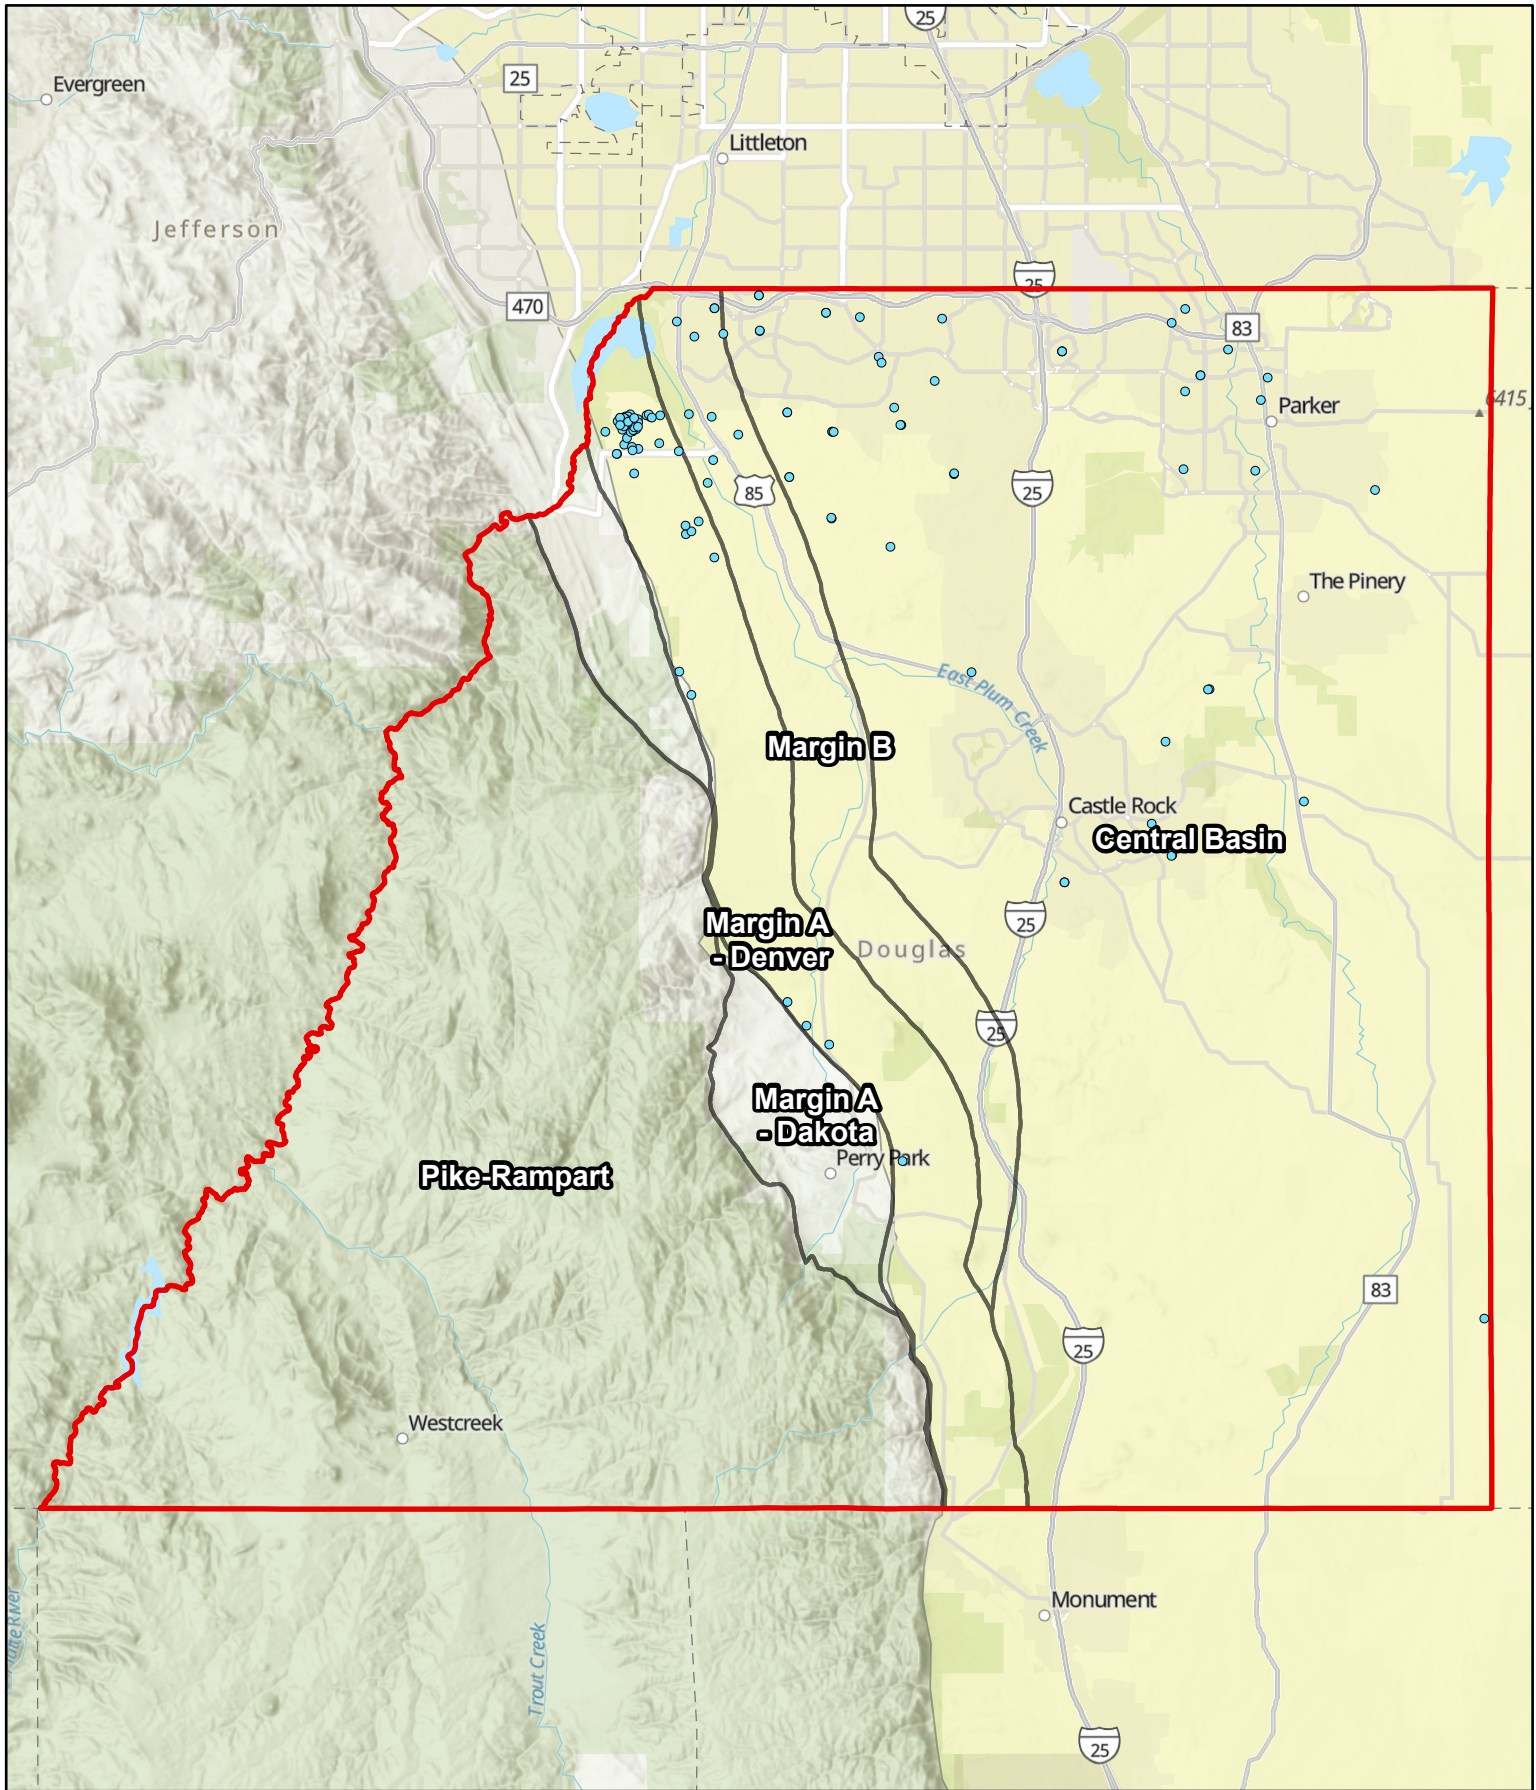 25
Evergreen
25
Littleton
Jefferson
470
25
83
6415
Parker
85
25
The Pinery
East Plum Creek
Margin B
Castle Rock
Central Basin
25
Margin A
- Denver
Douglas
25
Margin A
- Dakota
Perry Park
Pike-Rampart
83
25
Westcreek
Monument
River
Trout Creek
25